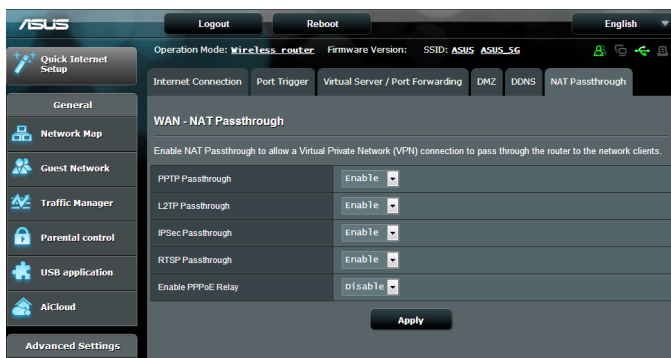 ASUS
Logout
Reboot
English
Quick Internet Setup
Operation Mode: Wireless router Firmware Version: SSID: ASUS ASUS_5G
Internet Connection
Port Trigger
Virtual Server / Port Forwarding
DMZ
DDNS
NAT Passthrough
General
Network Map
Guest Network
Traffic Manager
Parental control
USB application
AiCloud
Advanced Settings
WAN - NAT Passthrough
Enable NAT Passthrough to allow a Virtual Private Network (VPN) connection to pass through the router to the network clients.
PPTP Passthrough Enable
L2TP Passthrough Enable
IPSec Passthrough Enable
RTSP Passthrough Enable
Enable PPPoE Relay Disable
Apply